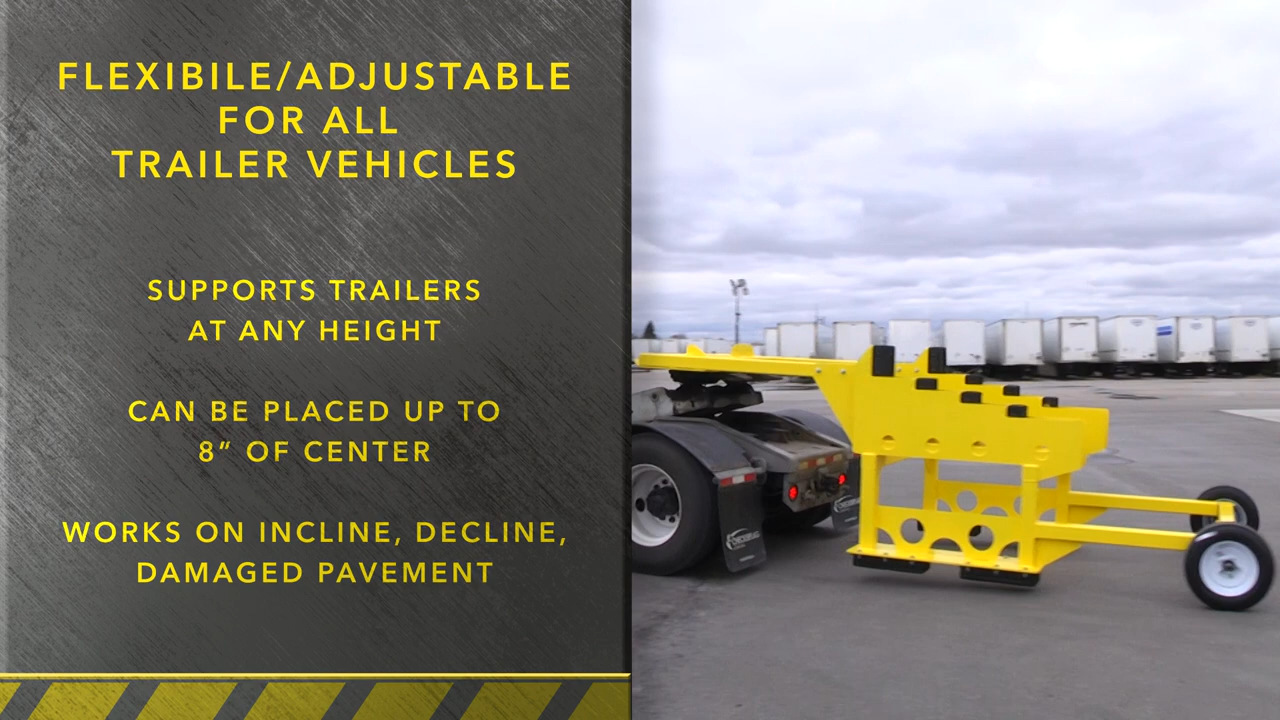 FLEXIBILE/ADJUSTABLE
FOR ALL
TRAILER VEHICLES
SUPPORTS TRAILERS
AT ANY HEIGHT
CAN BE PLACED UP TO
8” OF CENTER
WORKS ON INCLINE, DECLINE,
DAMAGED PAVEMENT